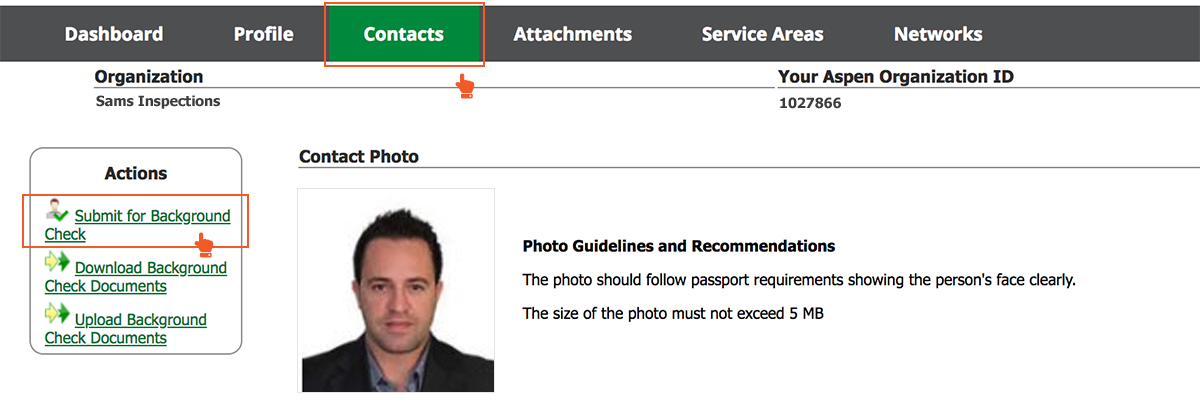 Dashboard Profile Contacts Attachments Service Areas Networks
Organization Your Aspen Organization ID
Sams Inspections 1027866
Contact Photo
Actions
Submit for Background
Check
Download Background
Check Documents
Upload Background
Check Documents
Photo Guidelines and Recommendations
The photo should follow passport requirements showing the person's face clearly.
The size of the photo must not exceed 5 MB